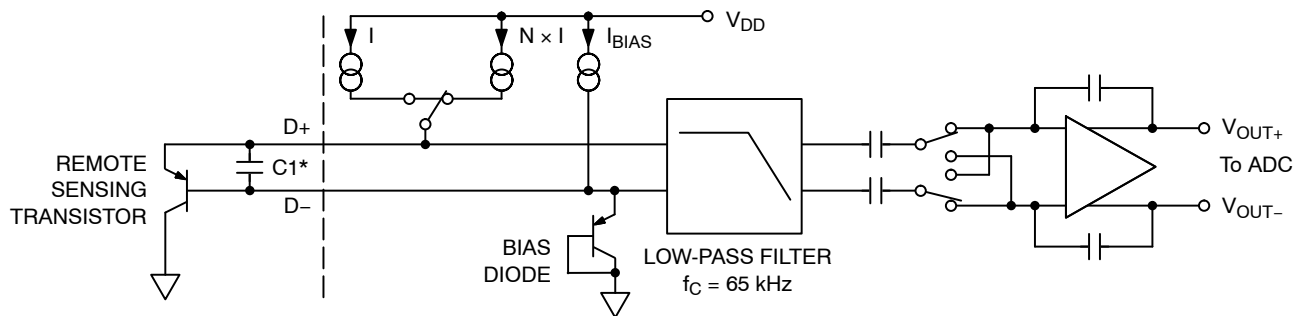 I
N × I
I_BIAS
V_DD
D+
C1*
D−
REMOTE
SENSING
TRANSISTOR
BIAS
DIODE
LOW-PASS FILTER
f_C = 65 kHz
V_OUT+
To ADC
V_OUT−